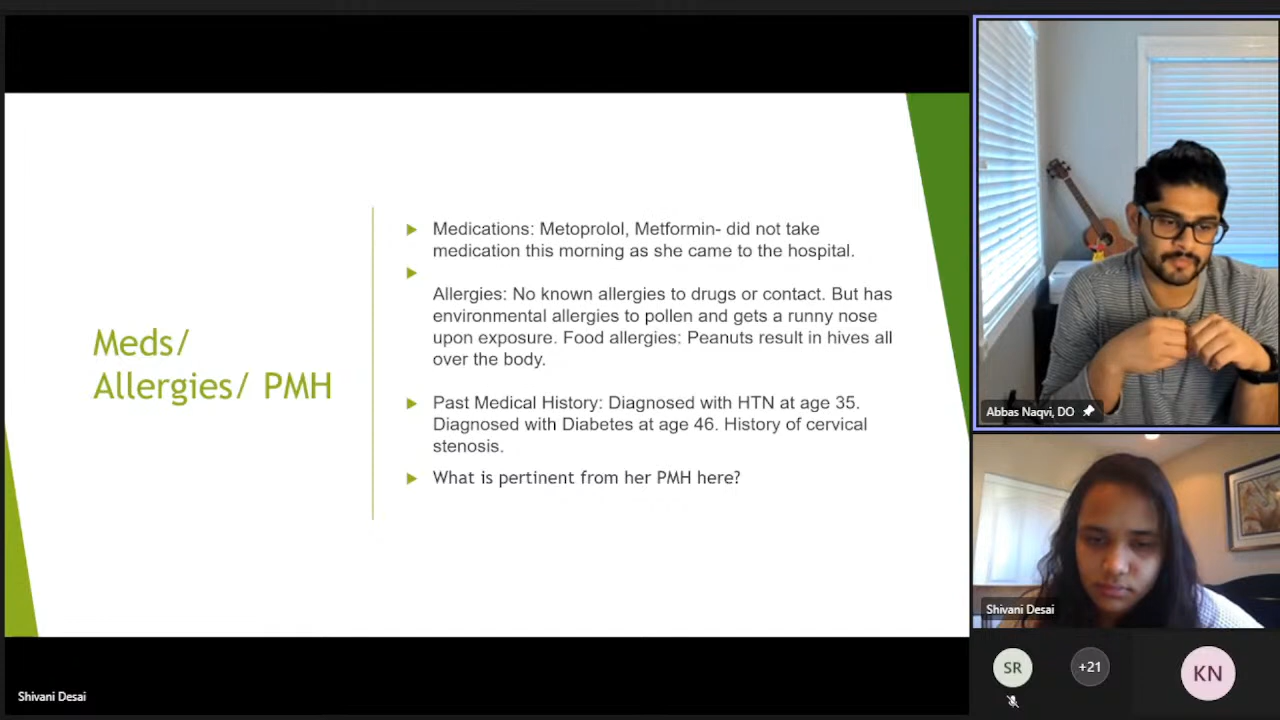 Meds/
Allergies/ PMH
Medications: Metoprolol, Metformin- did not take
medication this morning as she came to the hospital.
Allergies: No known allergies to drugs or contact. But has
environmental allergies to pollen and gets a runny nose
upon exposure. Food allergies: Peanuts result in hives all
over the body.
Past Medical History: Diagnosed with HTN at age 35.
Diagnosed with Diabetes at age 46. History of cervical
stenosis.
What is pertinent from her PMH here?
Shivani Desai
Abbas Naqvi, DO
Shivani Desai
SR
+21
KN